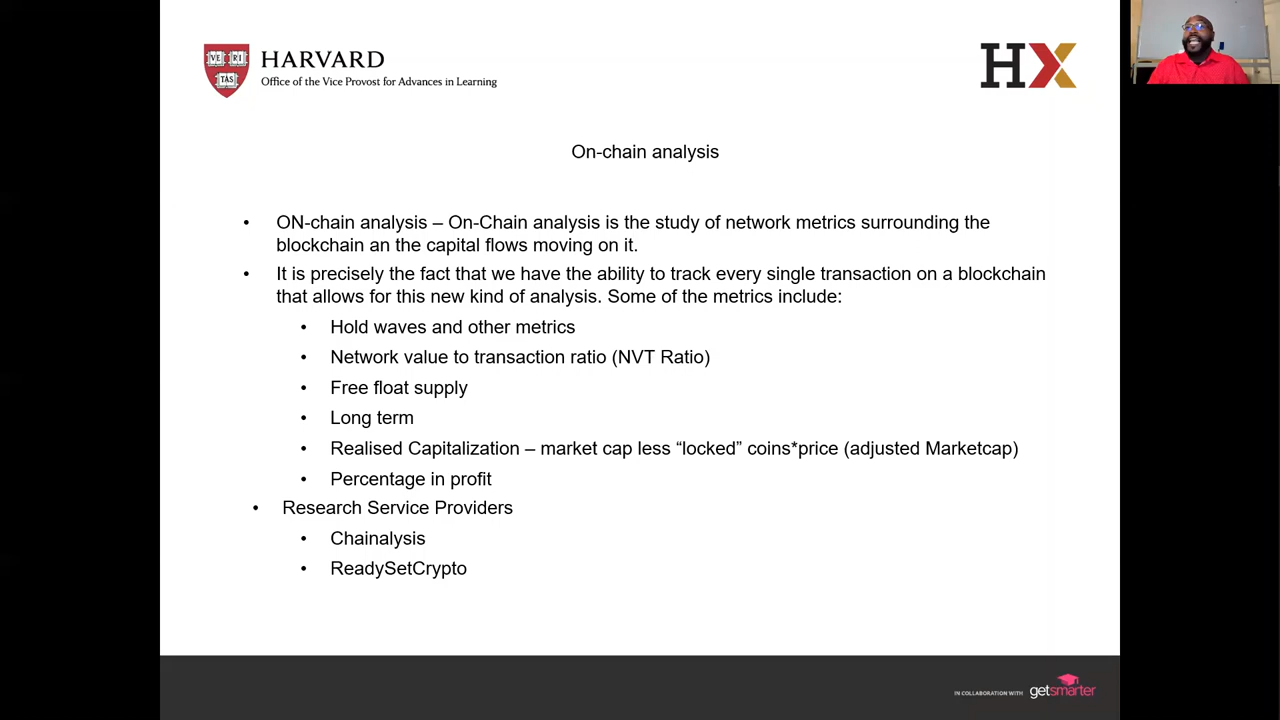 HARVARD
Office of the Vice Provost for Advances in Learning
VE RI
TAS
HX
On-chain analysis
• ON-chain analysis – On-Chain analysis is the study of network metrics surrounding the
blockchain an the capital flows moving on it.
• It is precisely the fact that we have the ability to track every single transaction on a blockchain
that allows for this new kind of analysis. Some of the metrics include:
• Hold waves and other metrics
• Network value to transaction ratio (NVT Ratio)
• Free float supply
• Long term
• Realised Capitalization – market cap less “locked” coins*price (adjusted Marketcap)
• Percentage in profit
• Research Service Providers
• Chainalysis
• ReadySetCrypto
IN COLLABORATION WITH getsmarter